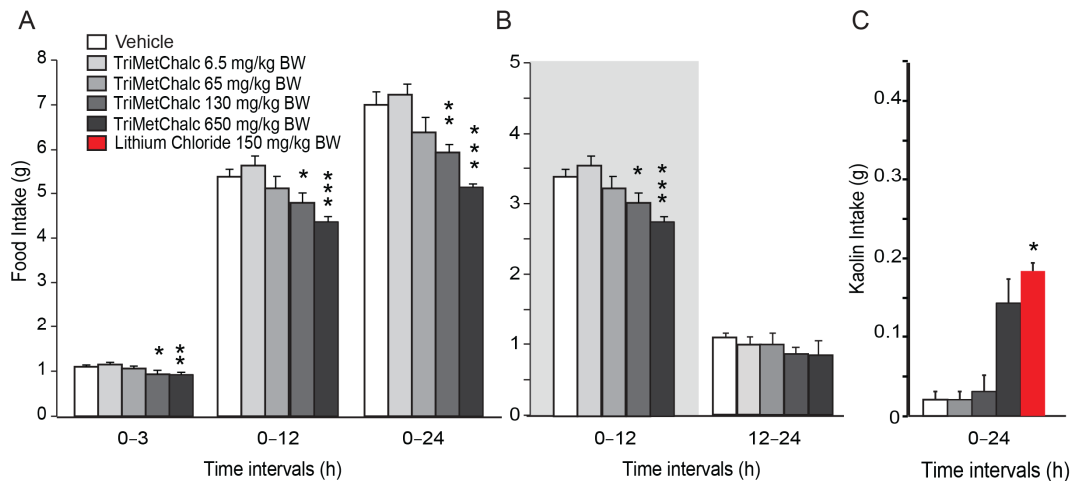 A
Vehicle
TriMetChalc 6.5 mg/kg BW
TriMetChalc 65 mg/kg BW
TriMetChalc 130 mg/kg BW
TriMetChalc 650 mg/kg BW
Lithium Chloride 150 mg/kg BW
8
7
6
5
4
3
2
1
0
Food Intake (g)
*
**
*
***
**
***
0–3
0–12
0–24
Time intervals (h)
B
5
4
3
2
1
0
*
***
0–12
12–24
Time intervals (h)
C
0.4
0.3
0.2
0.1
0
Kaolin Intake (g)
*
0–24
Time intervals (h)